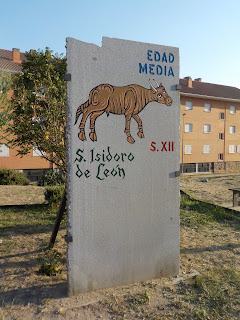 EDAD
MEDIA
S. XII
S. Isidoro
de León